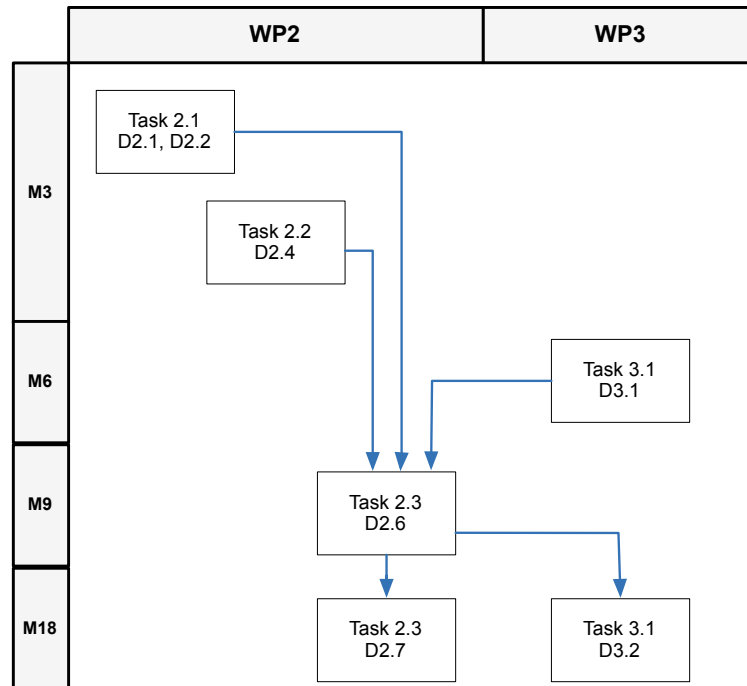 WP2
WP3
M3
Task 2.1
D2.1, D2.2
Task 2.2
D2.4
M6
Task 3.1
D3.1
M9
Task 2.3
D2.6
M18
Task 2.3
D2.7
Task 3.1
D3.2